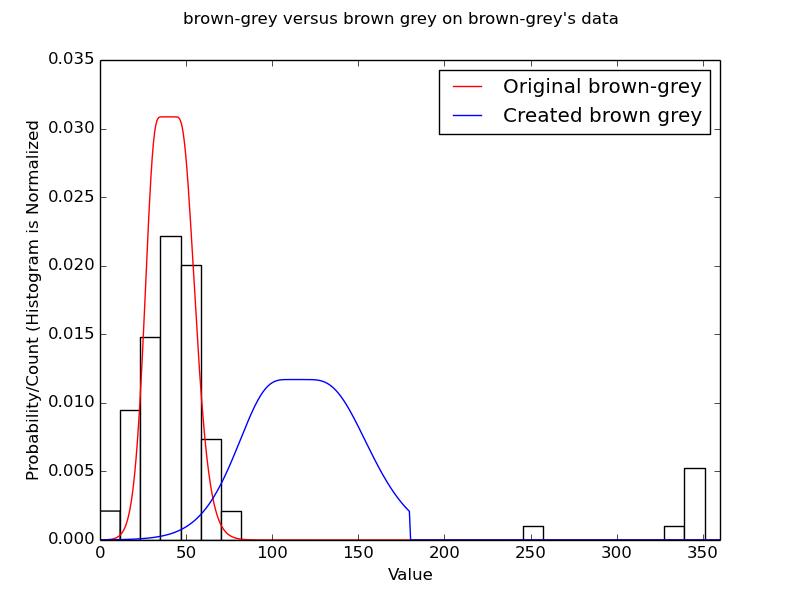 brown-grey versus brown grey on brown-grey's data
0.035
Original brown-grey
0.030
Created brown grey
0.025
0.020
0.015
0.010
0.005
0.000
Probability/Count (Histogram is Normalized
0 50 100 150 200 250 300 350
Value